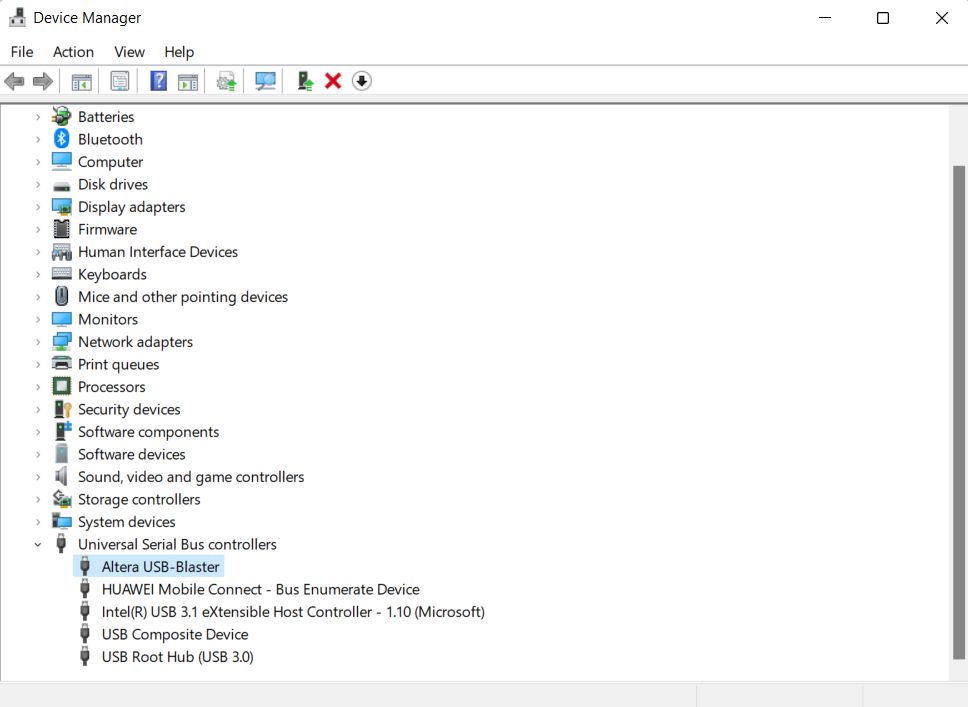 Device Manager
File Action View Help
Batteries
Bluetooth
Computer
Disk drives
Display adapters
Firmware
Human Interface Devices
Keyboards
Mice and other pointing devices
Monitors
Network adapters
Print queues
Processors
Security devices
Software components
Software devices
Sound, video and game controllers
Storage controllers
System devices
Universal Serial Bus controllers
Altera USB-Blaster
HUAWEI Mobile Connect - Bus Enumerate Device
Intel(R) USB 3.1 eXtensible Host Controller - 1.10 (Microsoft)
USB Composite Device
USB Root Hub (USB 3.0)